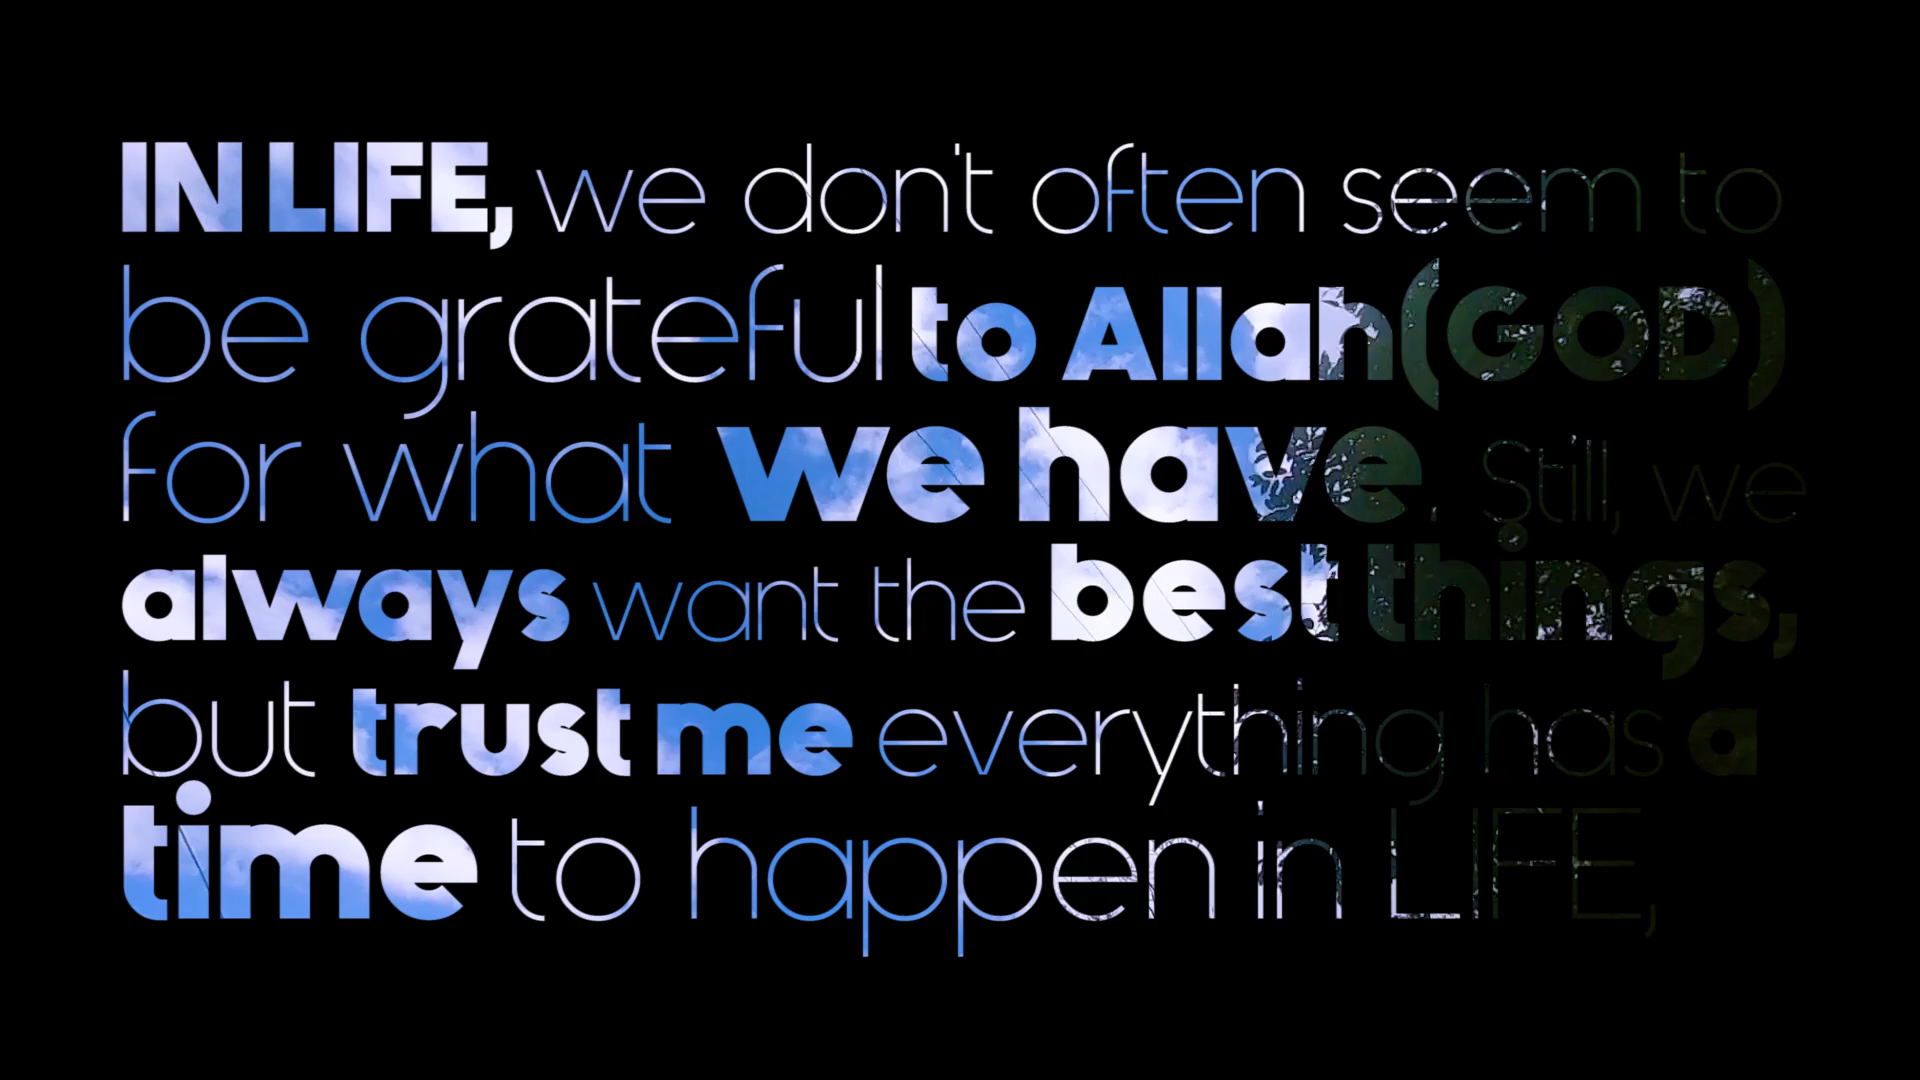 IN LIFE, we don't often seem to
be grateful to Allah(GOD)
for what we have. Still, we
always want the best things,
but trust me everything has a
time to happen in LIFE,